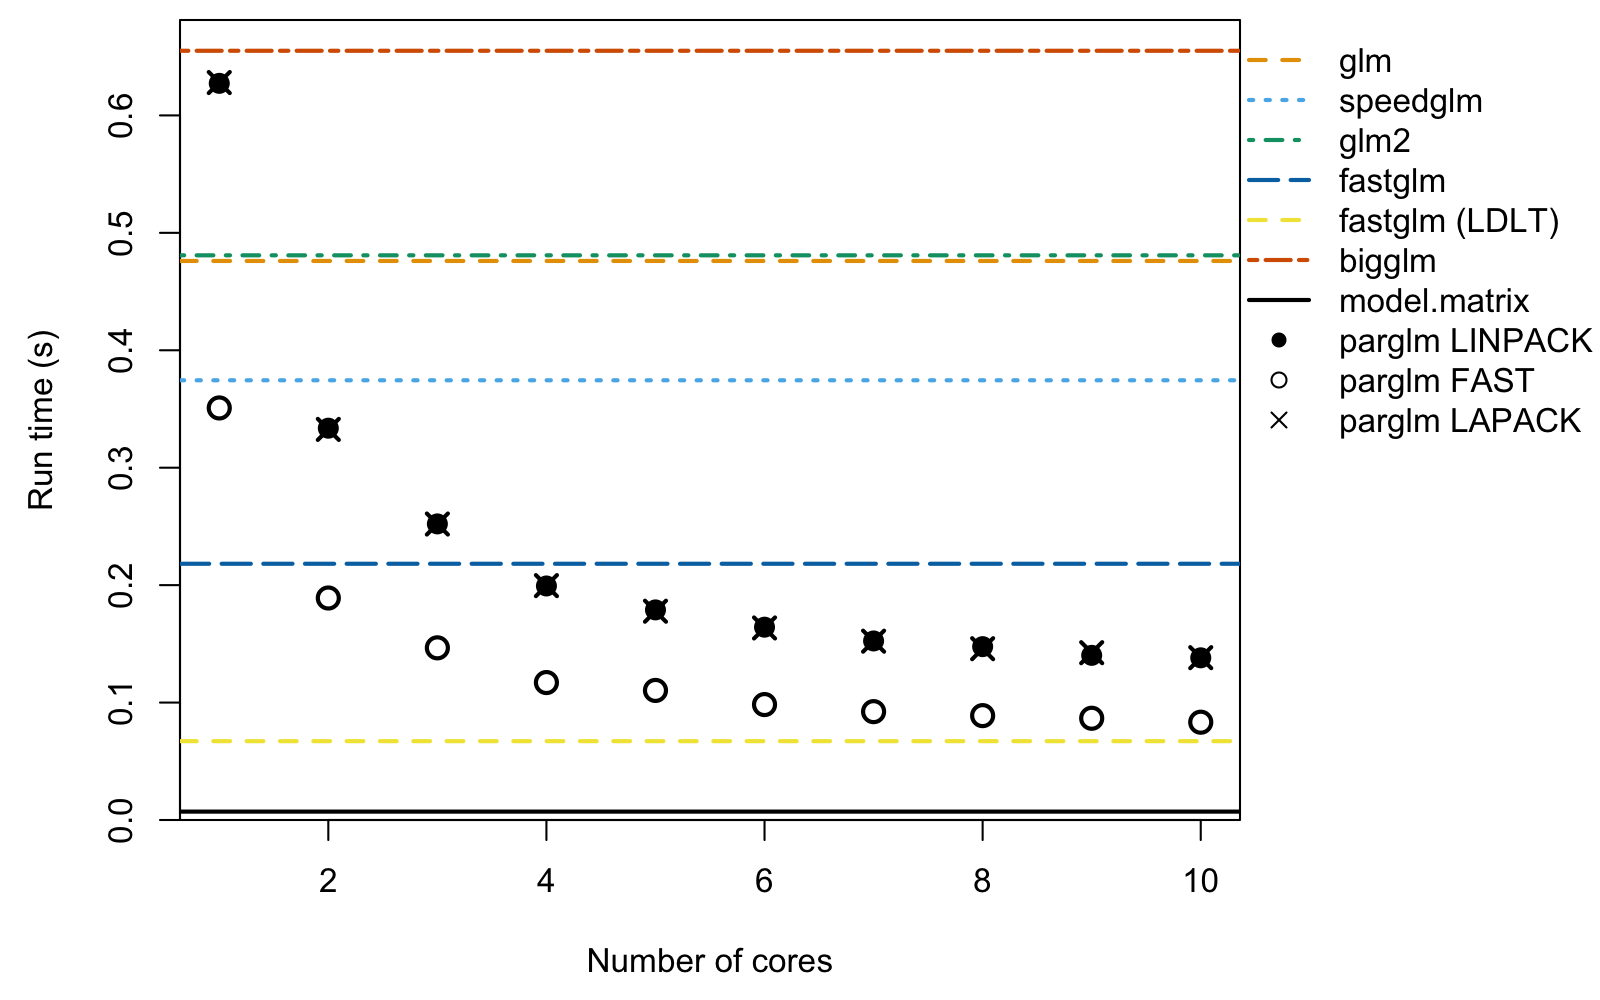 Run time (s)
0.6
0.5
0.4
0.3
0.2
0.1
0.0
2 4 6 8 10
Number of cores
glm
speedglm
glm2
fastglm
fastglm (LDLT)
bigglm
model.matrix
parglm LINPACK
parglm FAST
parglm LAPACK